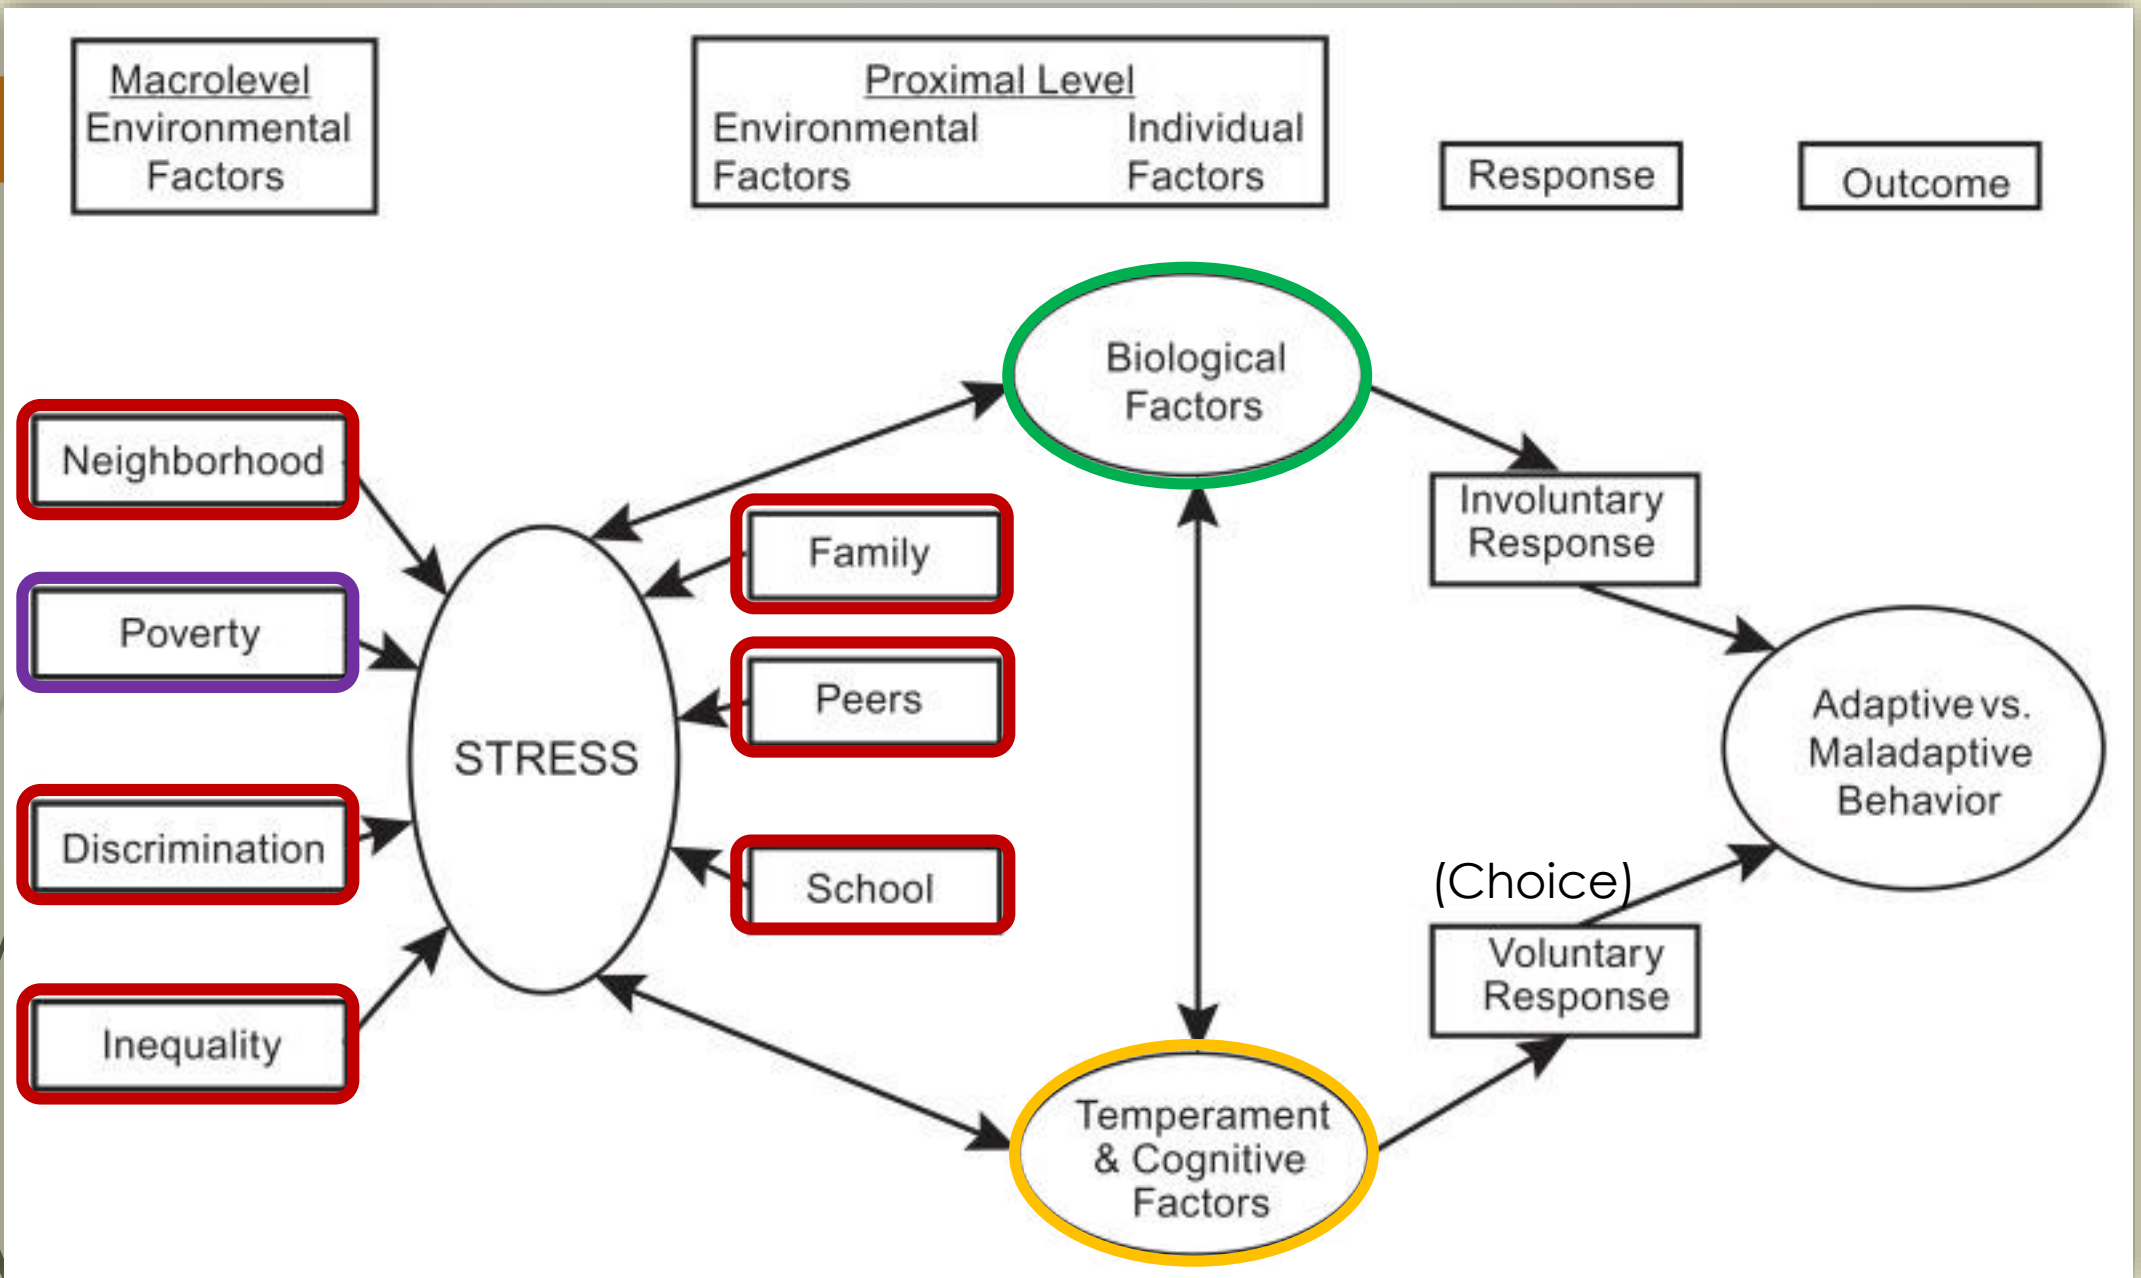 Macrolevel
Environmental
Factors
Proximal Level
Environmental
Factors
Individual
Factors
Response
Outcome
Neighborhood
Poverty
Discrimination
Inequality
STRESS
Family
Peers
School
Biological
Factors
Temperament
& Cognitive
Factors
Involuntary
Response
(Choice)
Voluntary
Response
Adaptive vs.
Maladaptive
Behavior